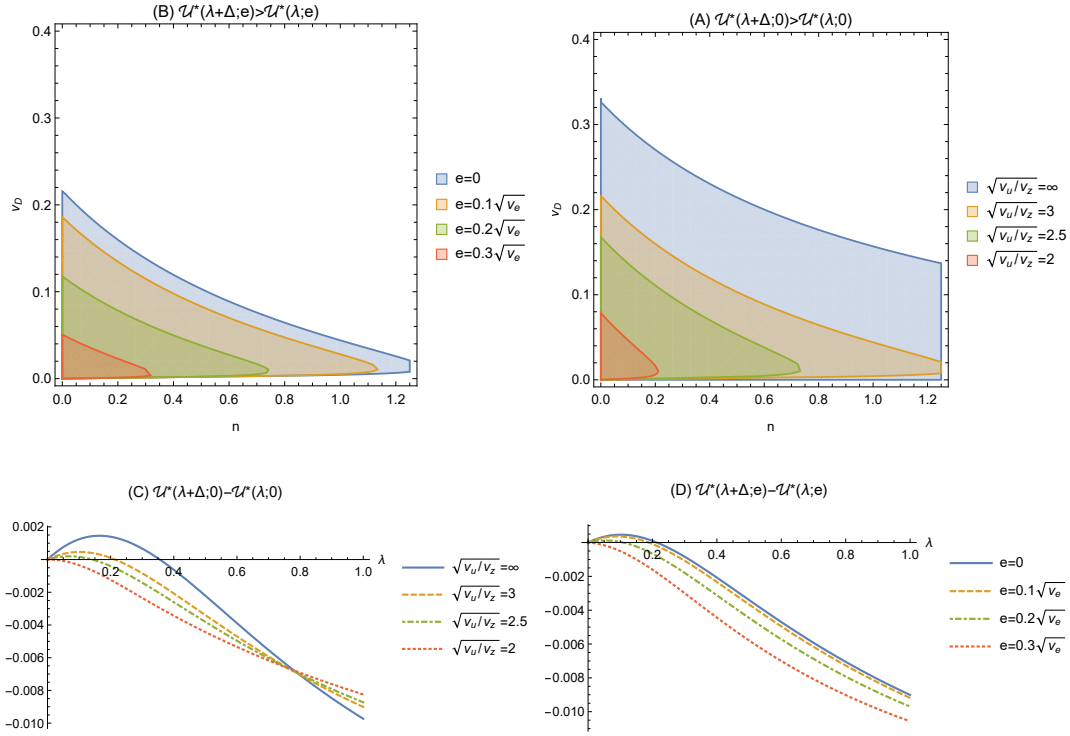 (B) 𝒰*(λ+Δ;e)>𝒰*(λ;e)
0.4
0.3
0.2
0.1
0.0
v_D
0.0 0.2 0.4 0.6 0.8 1.0 1.2
n
e=0
e=0.1√v_e
e=0.2√v_e
e=0.3√v_e
(A) 𝒰*(λ+Δ;0)>𝒰*(λ;0)
0.4
0.3
0.2
0.1
0.0
v_D
0.0 0.2 0.4 0.6 0.8 1.0 1.2
n
√v_u/v_z=∞
√v_u/v_z=3
√v_u/v_z=2.5
√v_u/v_z=2
(C) 𝒰*(λ+Δ;0)−𝒰*(λ;0)
0.002
0.000
−0.002
−0.004
−0.006
−0.008
−0.010
0.2 0.4 0.6 0.8 1.0
λ
√v_u/v_z=∞
√v_u/v_z=3
√v_u/v_z=2.5
√v_u/v_z=2
(D) 𝒰*(λ+Δ;e)−𝒰*(λ;e)
0.000
−0.002
−0.004
−0.006
−0.008
−0.010
0.2 0.4 0.6 0.8 1.0
λ
e=0
e=0.1√v_e
e=0.2√v_e
e=0.3√v_e